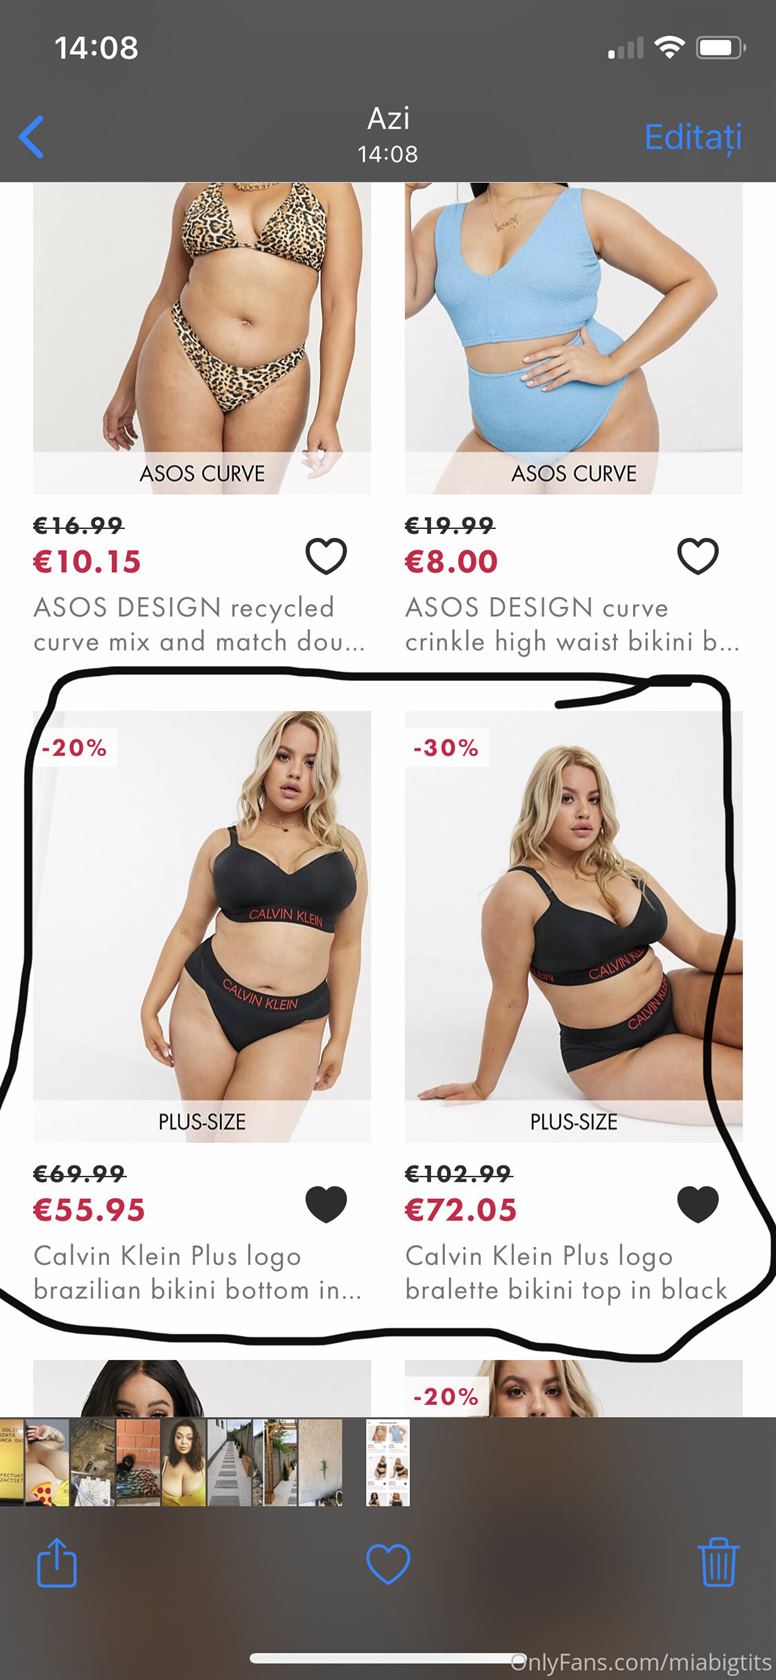 14:08
Azi
14:08
Editați
ASOS CURVE
ASOS CURVE
€16.99
€10.15
€19.99
€8.00
ASOS DESIGN recycled
curve mix and match dou...
ASOS DESIGN curve
crinkle high waist bikini b...
-20%
-30%
CALVIN KLEIN
CALVIN KLEIN
KLEIN
CALVIN KL
CALVIN KLEIN
PLUS-SIZE
PLUS-SIZE
€69.99
€55.95
€102.99
€72.05
Calvin Klein Plus logo
brazilian bikini bottom in...
Calvin Klein Plus logo
bralette bikini top in black
-20%
OnlyFans.com/miabigtits